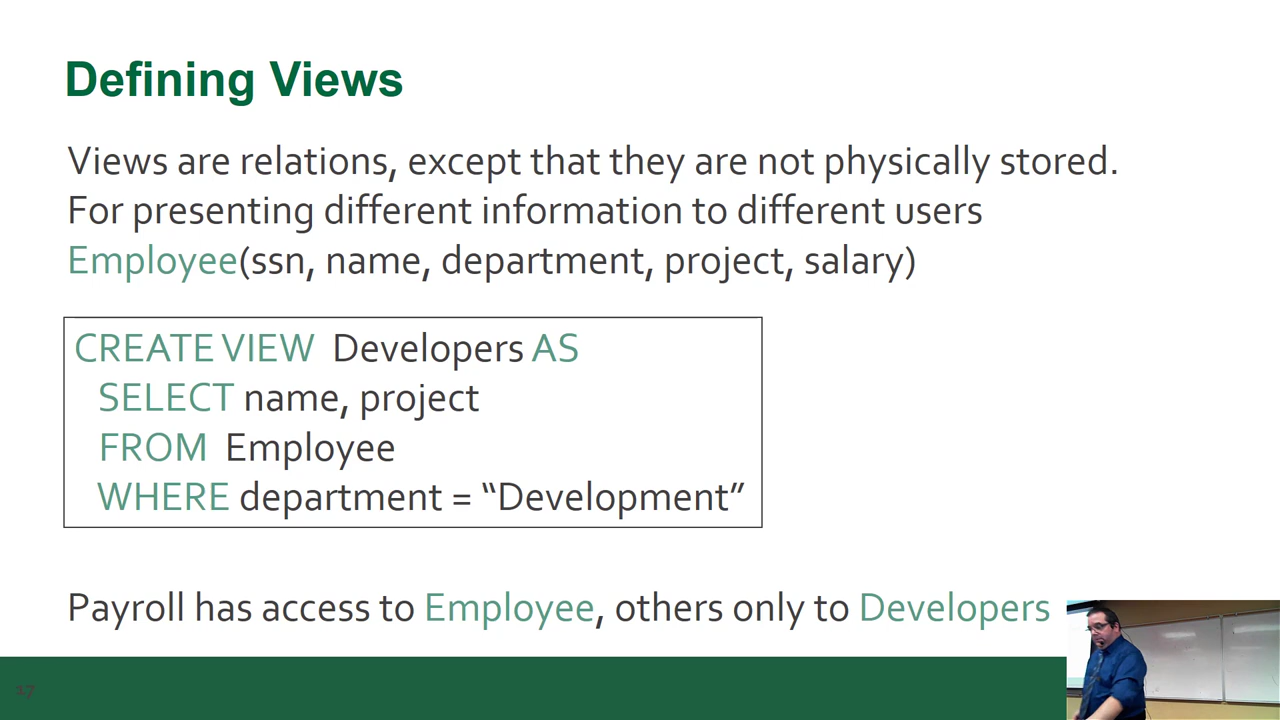 Defining Views
Views are relations, except that they are not physically stored.
For presenting different information to different users
Employee(ssn, name, department, project, salary)
CREATE VIEW Developers AS
SELECT name, project
FROM Employee
WHERE department = “Development”
Payroll has access to Employee, others only to Developers
17